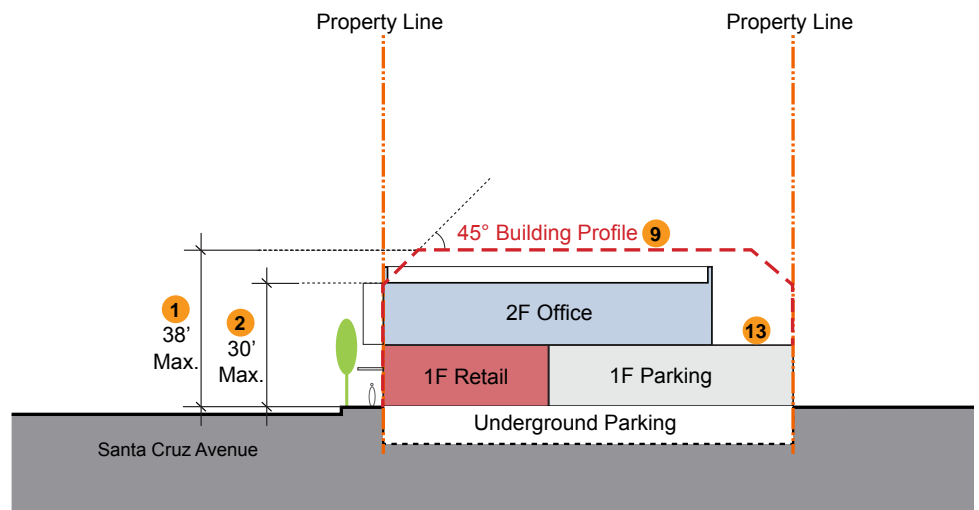 Property Line
Property Line
45° Building Profile 9
1
38’
Max.
2
30’
Max.
2F Office
13
1F Retail
1F Parking
Underground Parking
Santa Cruz Avenue